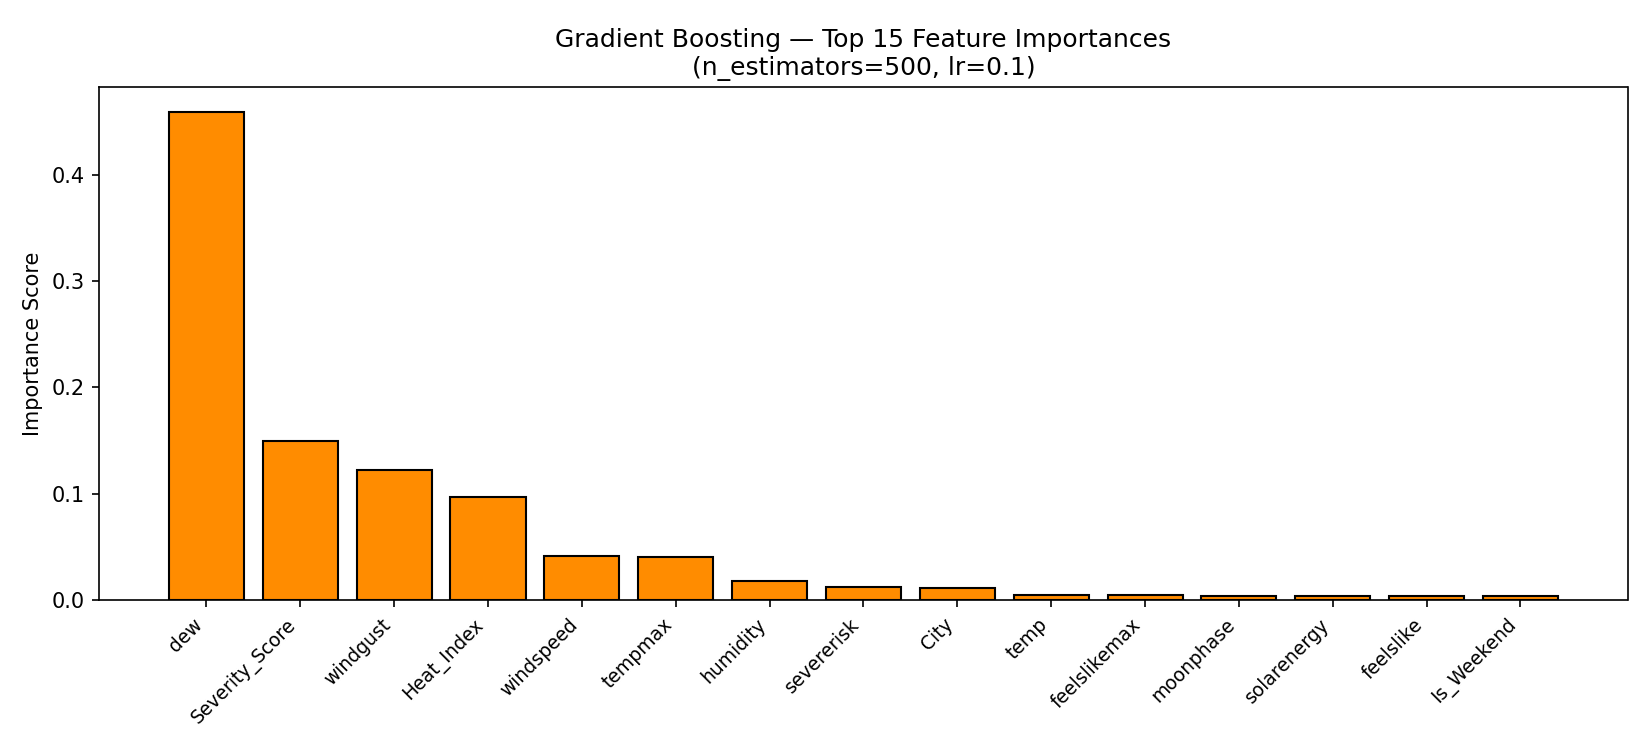 Gradient Boosting — Top 15 Feature Importances
(n_estimators=500, lr=0.1)
Importance Score
0.4
0.3
0.2
0.1
0.0
dew
Severity_Score
windgust
Heat_Index
windspeed
tempmax
humidity
severerisk
City
temp
feelslikemax
moonphase
solarenergy
feelslike
Is_Weekend